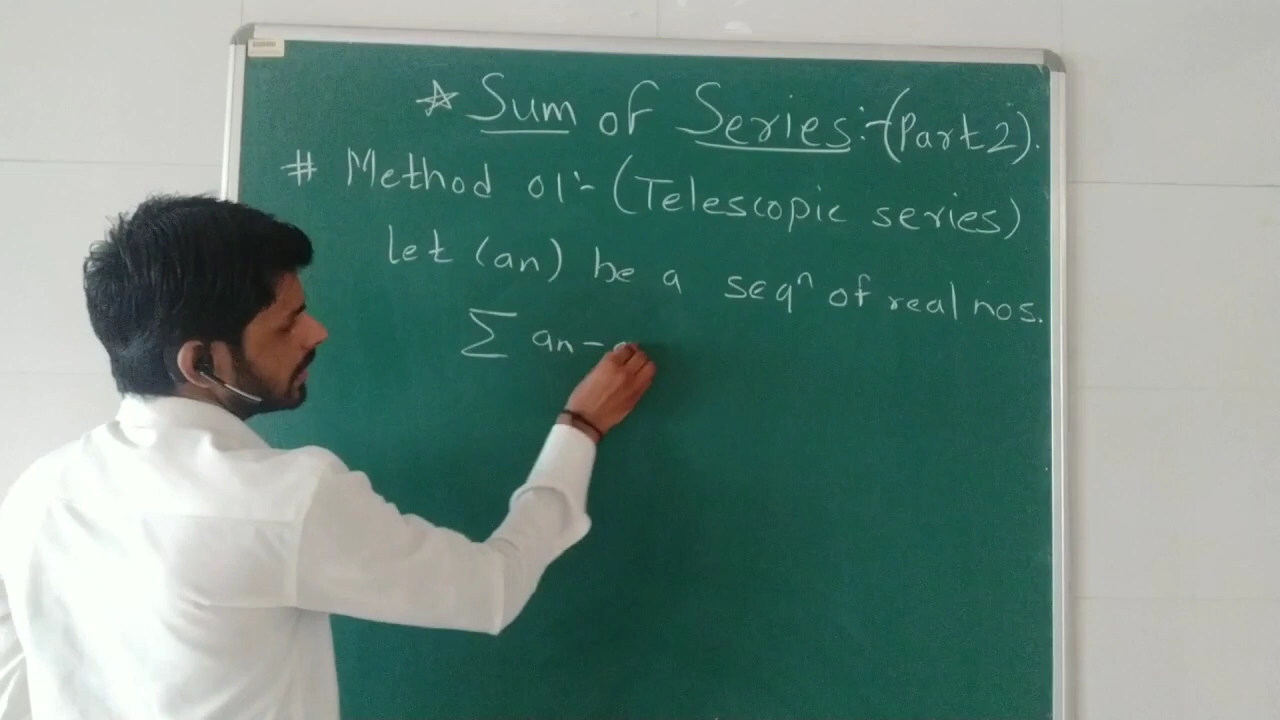 ☆ Sum of Series:-(Part 2).
# Method 01:- (Telescopic series)
Let (an) be a seqⁿ of real nos.
∑ an -